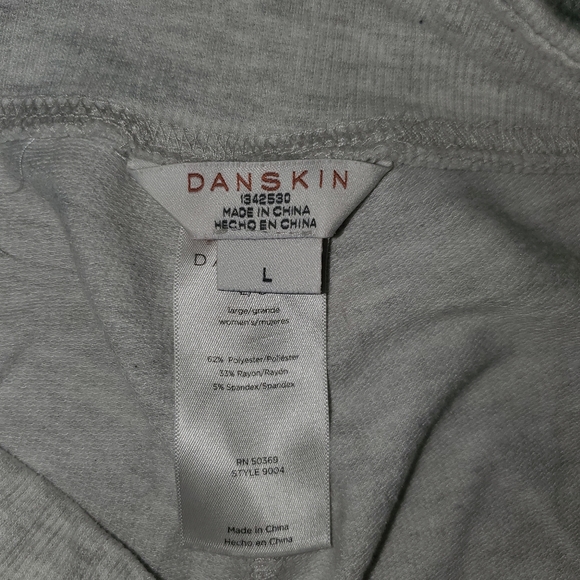 DANSKIN
1342530
MADE IN CHINA
HECHO EN CHINA
L
large/grande
women's/mujeres
62% Polyester/Poliéster
33% Rayon/Rayón
5% Spandex/Spandex
RN 50369
STYLE 9004
Made in China
Hecho en China